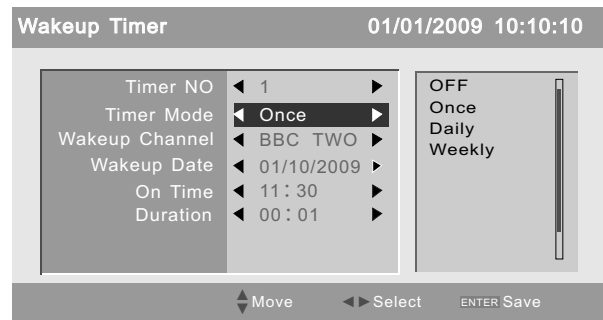 Wakeup Timer 01/01/2009 10:10:10
Timer NO 1
Timer Mode Once
Wakeup Channel BBC TWO
Wakeup Date 01/10/2009
On Time 11:30
Duration 00:01
OFF
Once
Daily
Weekly
Move Select ENTER Save